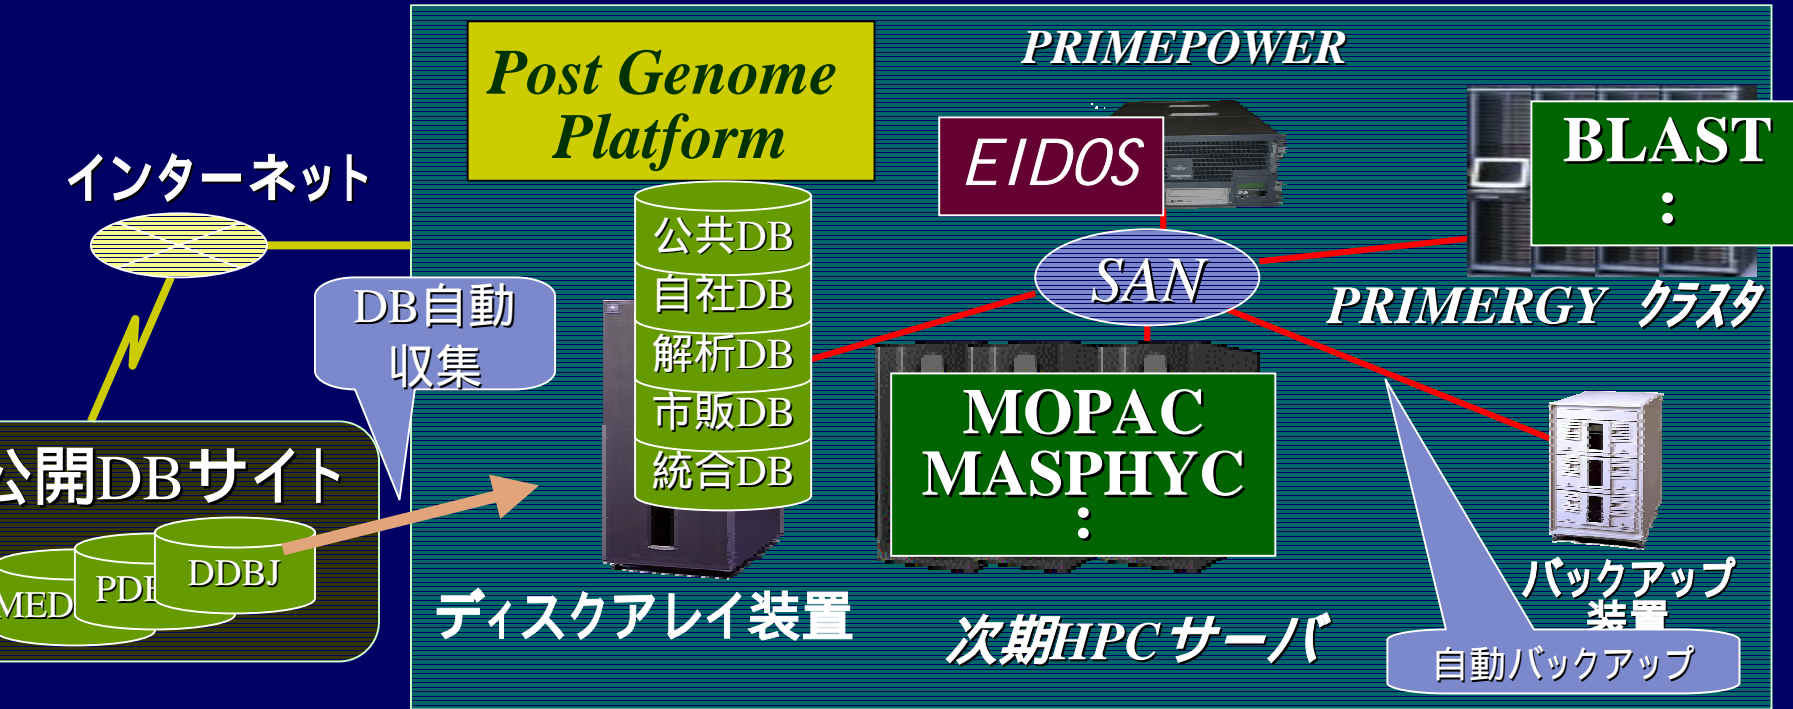 Post Genome
Platform
PRIMEPOWER
EIDOS
BLAST
:
インターネット
公共DB
自社DB
解析DB
市販DB
統合DB
SAN
PRIMERGY クラスタ
DB自動
収集
MOPAC
MASPHYC
:
公開DBサイト
DDBJ
PDB
MED
ディスクアレイ装置
次期HPCサーバ
バックアップ
装置
自動バックアップ